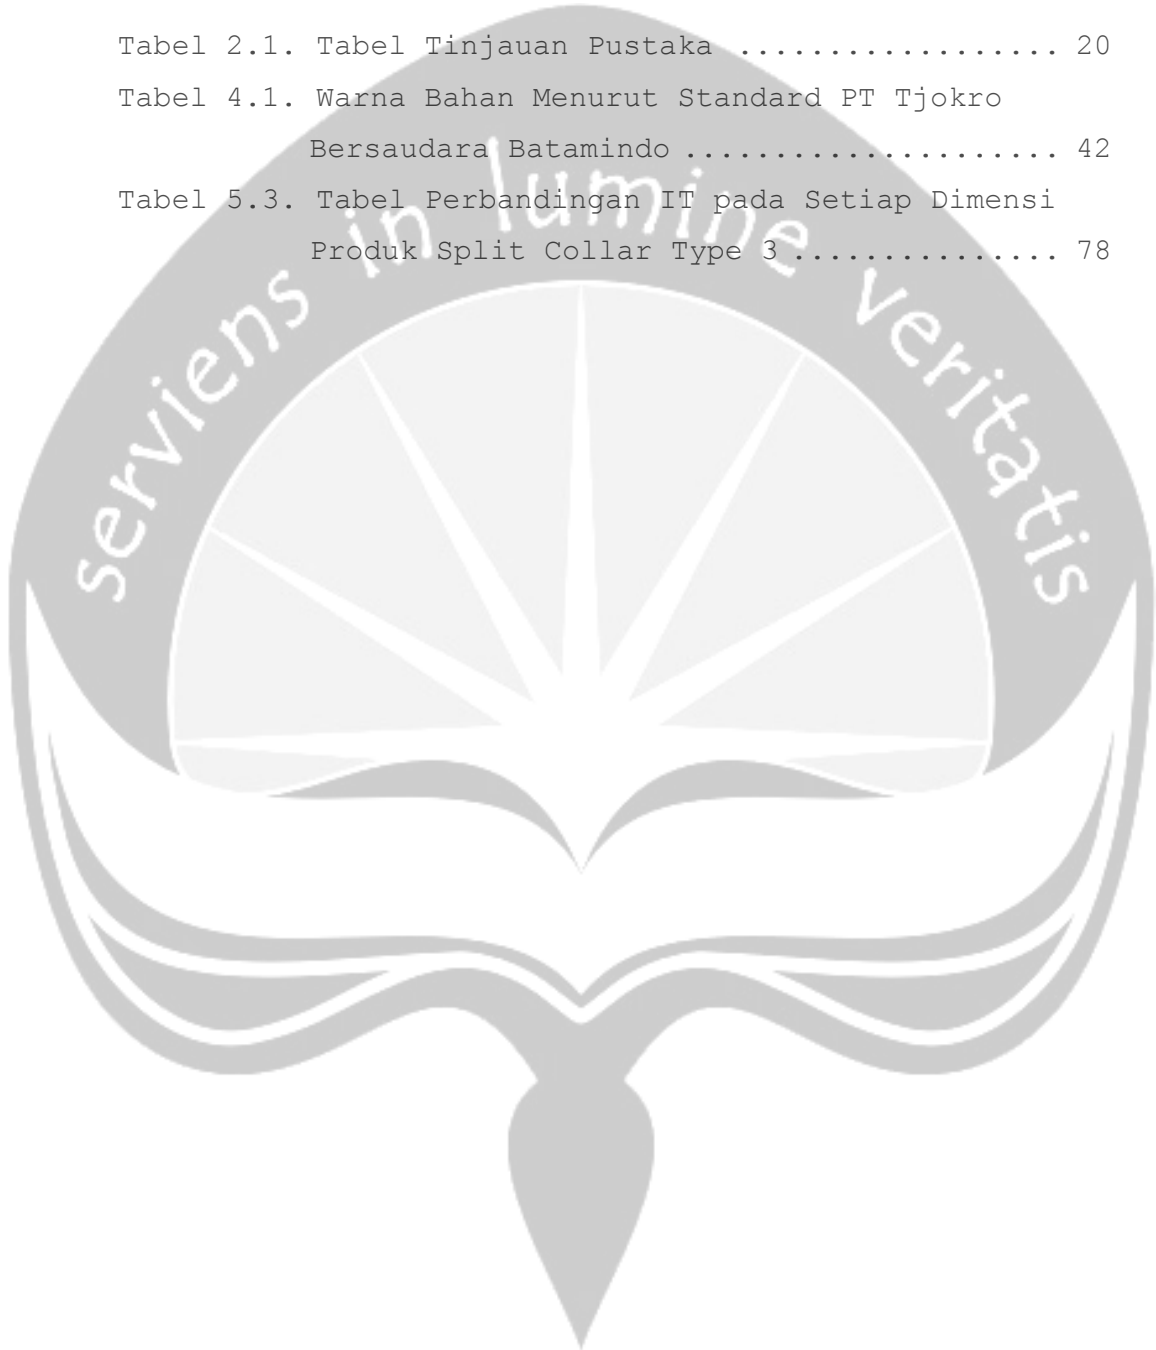 Tabel 2.1. Tabel Tinjauan Pustaka .................. 20
Tabel 4.1. Warna Bahan Menurut Standard PT Tjokro
Bersaudara Batamindo ..................... 42
Tabel 5.3. Tabel Perbandingan IT pada Setiap Dimensi
Produk Split Collar Type 3 ............... 78
serviens in lumine veritatis